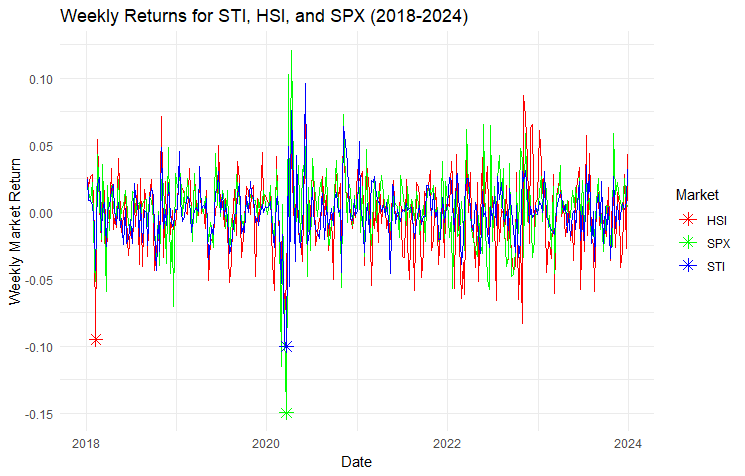 Weekly Returns for STI, HSI, and SPX (2018-2024)
Weekly Market Return
0.10
0.05
0.00
-0.05
-0.10
-0.15
2018
2020
2022
2024
Date
Market
HSI
SPX
STI